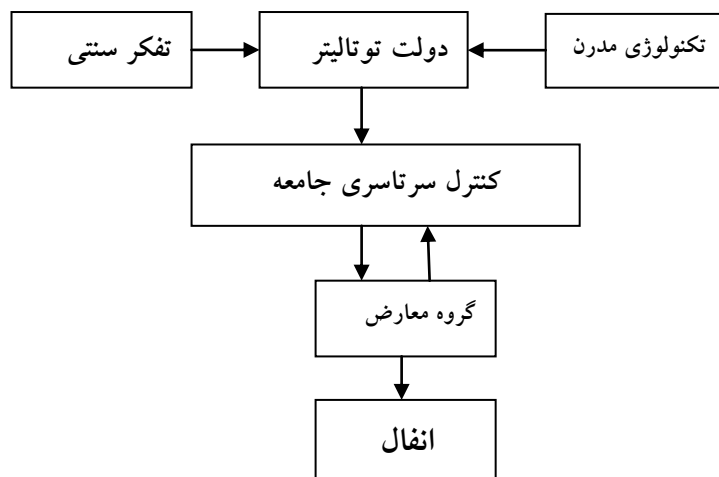 تکنولوژی مدرن
دولت توتالیتر
تفکر سنتی
کنترل سرتاسری جامعه
گروه معارض
انفال